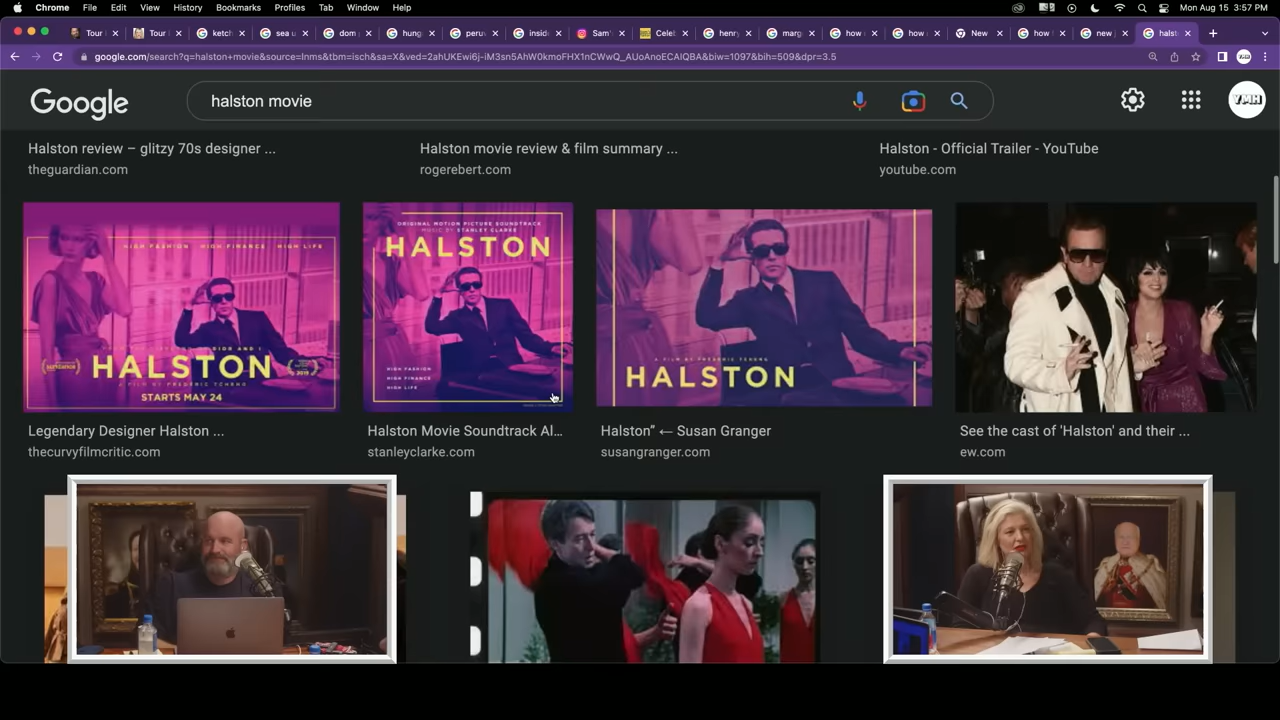 Chrome File Edit View History Bookmarks Profiles Tab Window Help
Mon Aug 15 3:57 PM
Tour Tour ketch sea u dom hung peru inside Sam' Celeb henry marg how how New how new halst
google.com/search?q=halston+movie&source=lnms&tbm=isch&sa=X&ved=2ahUKEwi6j-iM3sn5AhW0kmoFHX1nCWwQ_AUoAnoECAIQBA&biw=1097&bih=509&dpr=3.5
YMH
Google
halston movie
YMH
Halston review – glitzy 70s designer ...
theguardian.com
Halston movie review & film summary ...
rogerebert.com
Halston - Official Trailer - YouTube
youtube.com
HIGH FASHION HIGH FINANCE HIGH LIFE
HALSTON
A FILM BY FRÉDÉRIC TCHENG
STARTS MAY 24
ORIGINAL MOTION PICTURE SOUNDTRACK
MUSIC BY STANLEY CLARKE
HALSTON
HIGH FASHION
HIGH FINANCE
HIGH LIFE
A FILM BY FRÉDÉRIC TCHENG
HALSTON
Legendary Designer Halston ...
thecurvyfilmcritic.com
Halston Movie Soundtrack Al...
stanleyclarke.com
Halston” ← Susan Granger
susangranger.com
See the cast of 'Halston' and their ...
ew.com